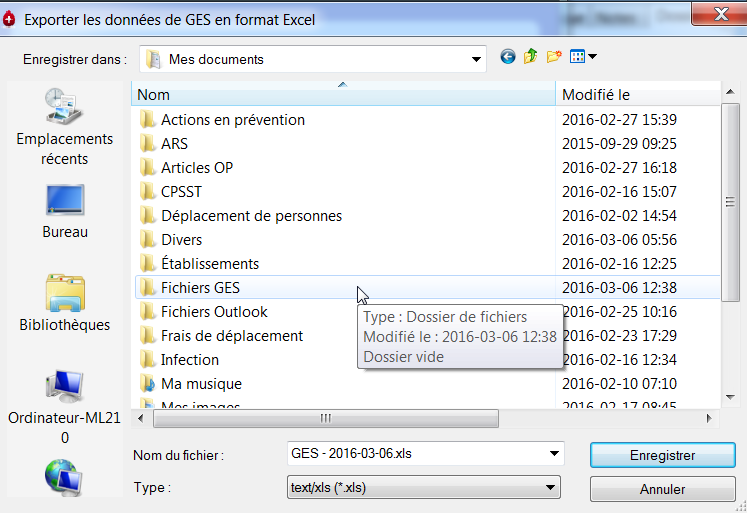 Exporter les données de GES en format Excel
Enregistrer dans :
Mes documents
Nom
Modifié le
Actions en prévention 2016-02-27 15:39
ARS 2015-09-29 09:25
Articles OP 2016-02-27 16:18
CPSST 2016-02-16 15:07
Déplacement de personnes 2016-02-02 14:54
Divers 2016-03-06 05:56
Établissements 2016-02-16 12:25
Fichiers GES 2016-03-06 12:38
Fichiers Outlook 2016-02-25 10:16
Frais de déplacement 2016-02-23 17:29
Infection 2016-02-16 12:34
Ma musique 2016-02-10 07:10
Mes images 2016-02-17 08:45
Type : Dossier de fichiers
Modifié le : 2016-03-06 12:38
Dossier vide
Emplacements
récents
Bureau
Bibliothèques
Ordinateur-ML21
0
Nom du fichier :
GES - 2016-03-06.xls
Enregistrer
Type :
text/xls (*.xls)
Annuler